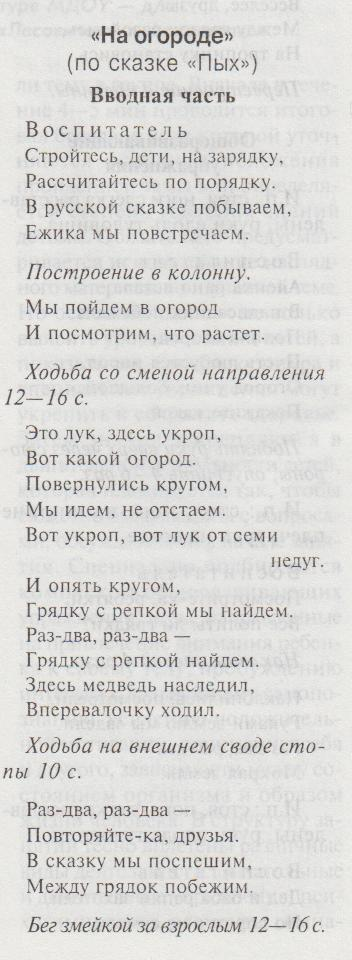 «На огороде»
(по сказке «Пых»)
Вводная часть
Воспитатель
Стройтесь, дети, на зарядку,
Рассчитайтесь по порядку.
В русской сказке побываем,
Ежика мы повстречаем.
Построение в колонну.
Мы пойдем в огород
И посмотрим, что растет.
Ходьба со сменой направления
12—16 с.
Это лук, здесь укроп,
Вот какой огород.
Повернулись кругом,
Мы идем, не отстаем.
Вот укроп, вот лук от семи
недуг.
И опять кругом,
Грядку с репкой мы найдем.
Раз-два, раз-два —
Грядку с репкой найдем.
Здесь медведь наследил,
Вперевалочку ходил.
Ходьба на внешнем своде сто-
пы 10 с.
Раз-два, раз-два —
Повторяйте-ка, друзья.
В сказку мы поспешим,
Между грядок побежим.
Бег змейкой за взрослым 12—16 с.